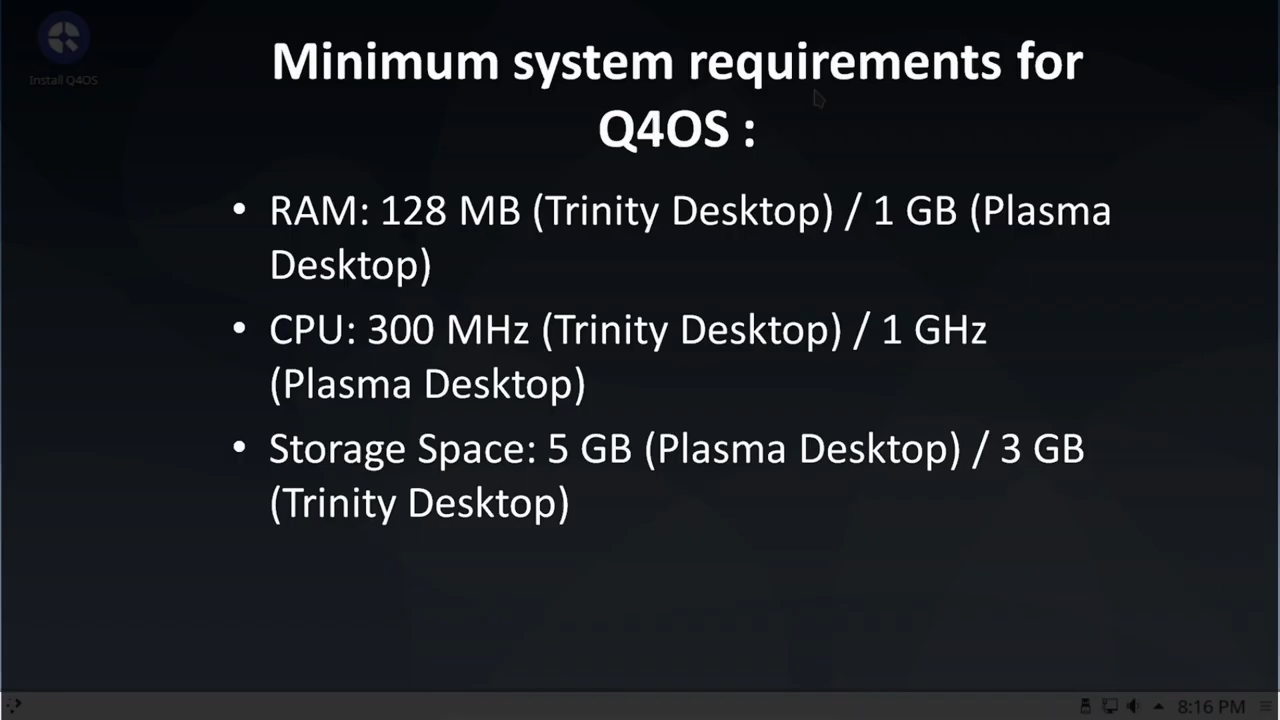 Install Q4OS
Minimum system requirements for
Q4OS :
• RAM: 128 MB (Trinity Desktop) / 1 GB (Plasma
Desktop)
• CPU: 300 MHz (Trinity Desktop) / 1 GHz
(Plasma Desktop)
• Storage Space: 5 GB (Plasma Desktop) / 3 GB
(Trinity Desktop)
8:16 PM